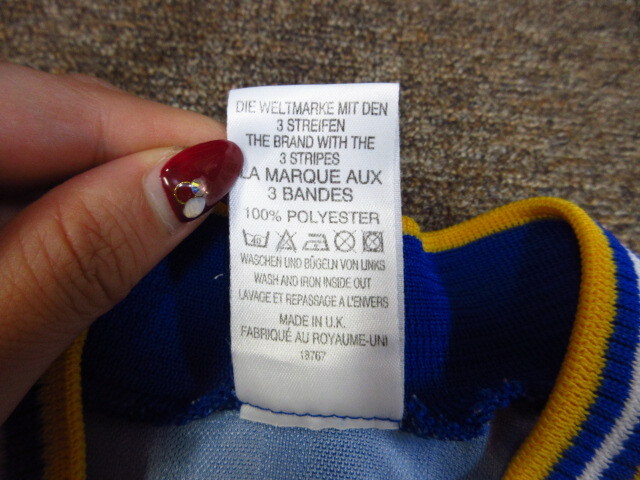 DIE WELTMARKE MIT DEN
3 STREIFEN
THE BRAND WITH THE
3 STRIPES
LA MARQUE AUX
3 BANDES
100% POLYESTER
WASCHEN UND BÜGELN VON LINKS
WASH AND IRON INSIDE OUT
LAVAGE ET REPASSAGE A L'ENVERS
MADE IN U.K.
FABRIQUÉ AU ROYAUME-UNI
18767